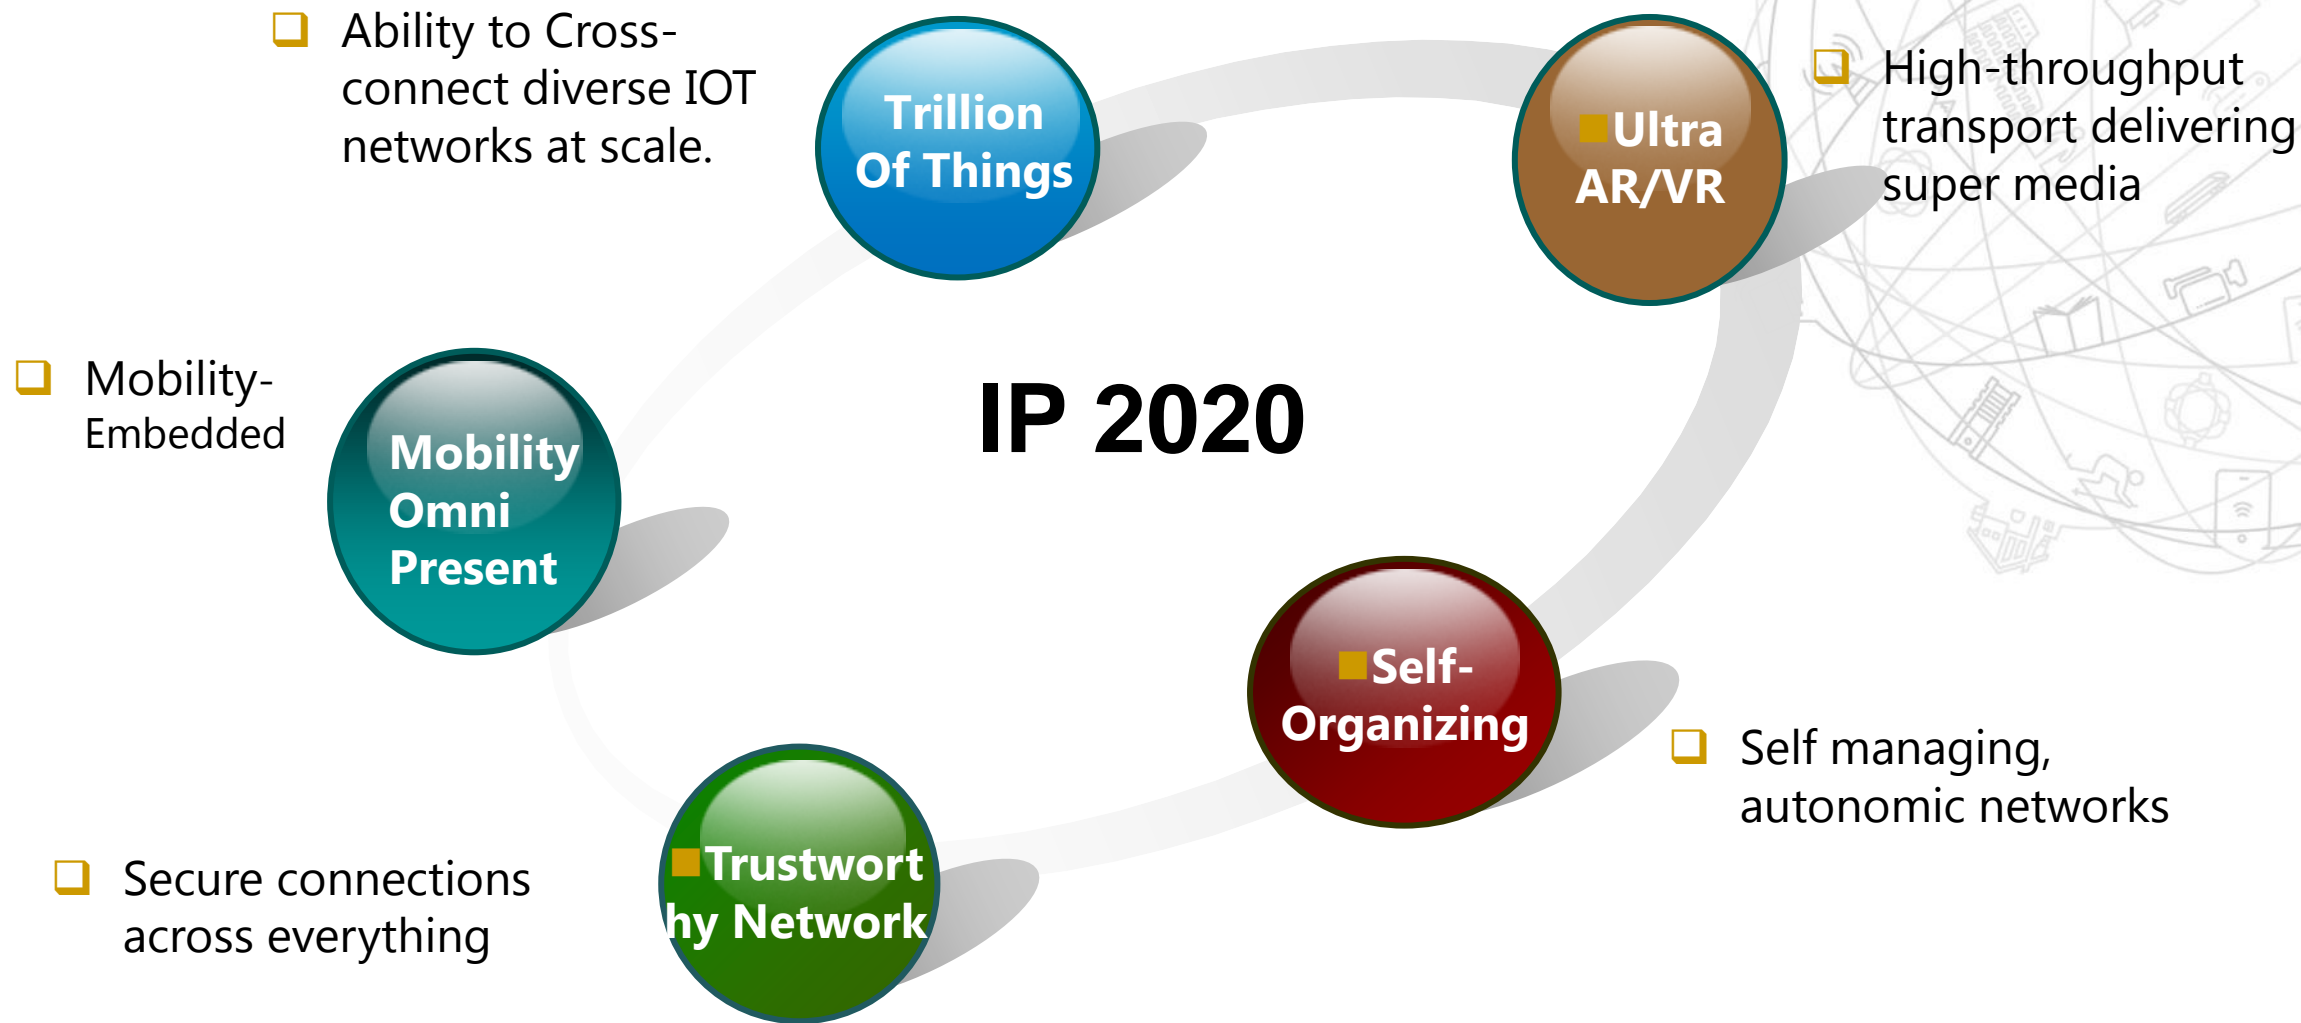 Ability to Cross-
connect diverse IOT
networks at scale.
Trillion
Of Things
Ultra
AR/VR
High-throughput
transport delivering
super media
Mobility-
Embedded
Mobility
Omni
Present
IP 2020
Self-
Organizing
Self managing,
autonomic networks
Trustwort
hy Network
Secure connections
across everything